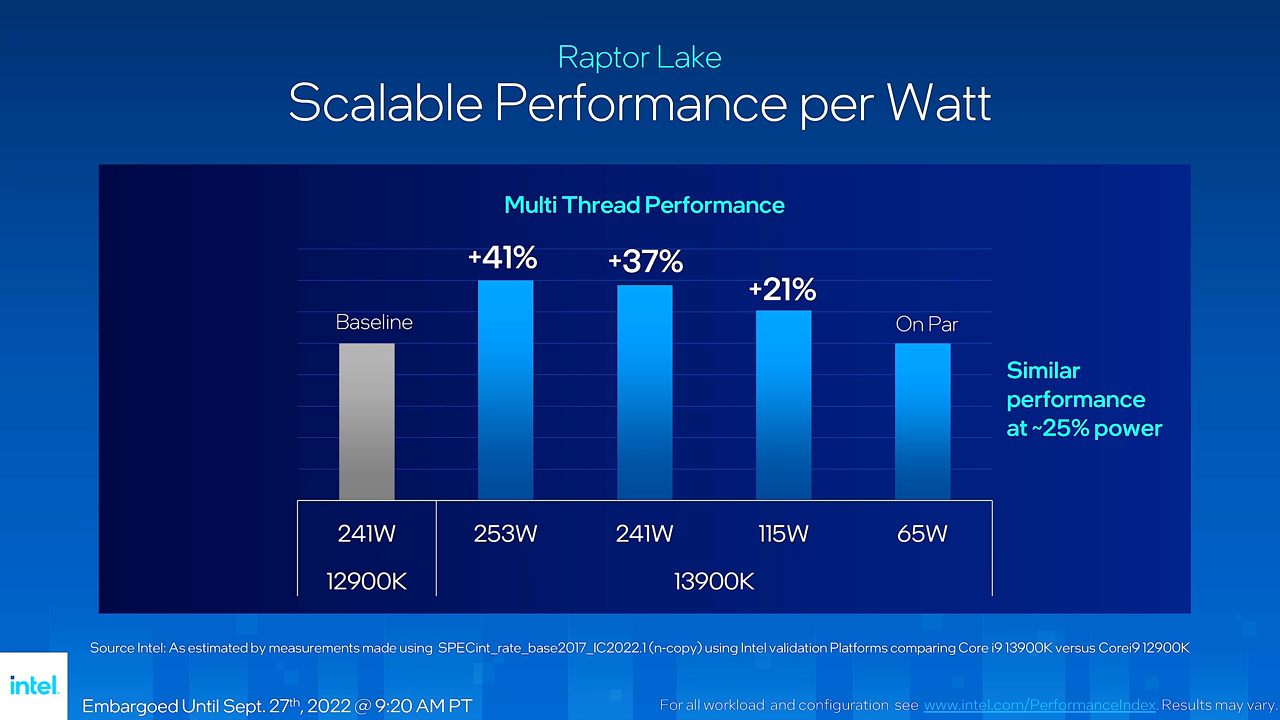 Raptor Lake
Scalable Performance per Watt
Multi Thread Performance
Baseline
+41%
+37%
+21%
On Par
Similar
performance
at ~25% power
241W 253W 241W 115W 65W
12900K 13900K
Source Intel: As estimated by measurements made using SPECint_rate_base2017_IC2022.1 (n-copy) using Intel validation Platforms comparing Core i9 13900K versus Corei9 12900K
intel.
Embargoed Until Sept. 27th, 2022 @ 9:20 AM PT
For all workload and configuration see www.intel.com/PerformanceIndex. Results may vary.